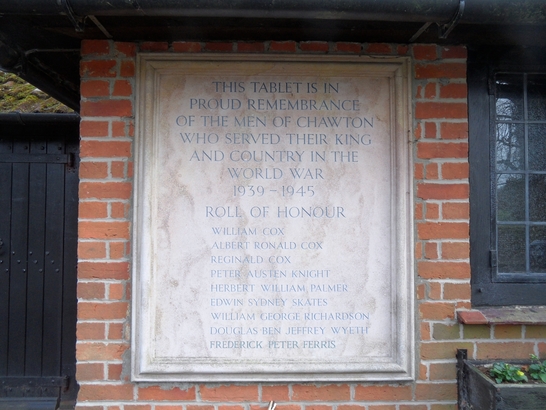 THIS TABLET IS IN
PROUD REMEMBRANCE
OF THE MEN OF CHAWTON
WHO SERVED THEIR KING
AND COUNTRY IN THE
WORLD WAR
1939-1945
ROLL OF HONOUR
WILLIAM COX
ALBERT RONALD COX
REGINALD COX
PETER AUSTEN KNIGHT
HERBERT WILLIAM PALMER
EDWIN SYDNEY SKATES
WILLIAM GEORGE RICHARDSON
DOUGLAS BEN JEFFREY WYETH
FREDERICK PETER FERRIS